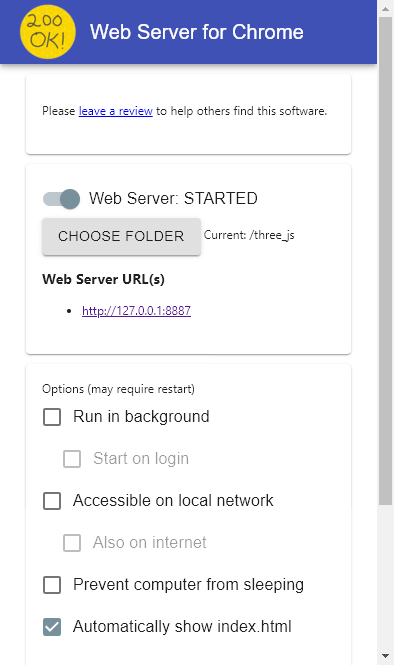 200
OK!
Web Server for Chrome
Please leave a review to help others find this software.
Web Server: STARTED
CHOOSE FOLDER Current: /three_js
Web Server URL(s)
• http://127.0.0.1:8887
Options (may require restart)
Run in background
Start on login
Accessible on local network
Also on internet
Prevent computer from sleeping
Automatically show index.html